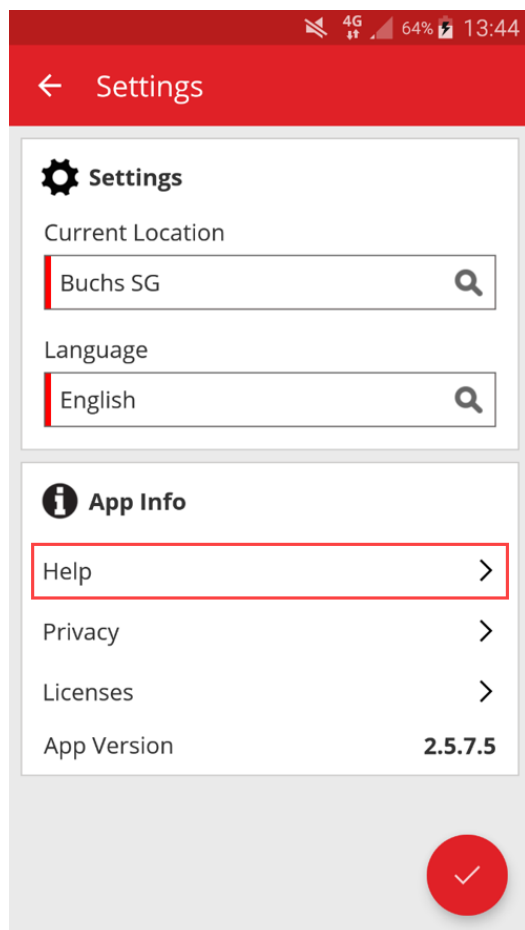 4G 64% 13:44
Settings
Settings
Current Location
Buchs SG
Language
English
App Info
Help
Privacy
Licenses
App Version 2.5.7.5